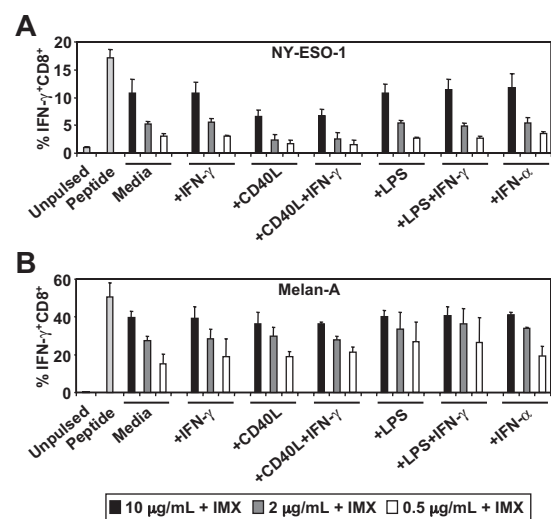 A
NY-ESO-1
% IFN-γ⁺CD8⁺
20
15
10
5
0
Unpulsed
Peptide
Media
+IFN-γ
+CD40L
+CD40L+IFN-γ
+LPS
+LPS+IFN-γ
+IFN-α
B
Melan-A
% IFN-γ⁺CD8⁺
60
40
20
0
Unpulsed
Peptide
Media
+IFN-γ
+CD40L
+CD40L+IFN-γ
+LPS
+LPS+IFN-γ
+IFN-α
10 μg/mL + IMX 2 μg/mL + IMX 0.5 μg/mL + IMX